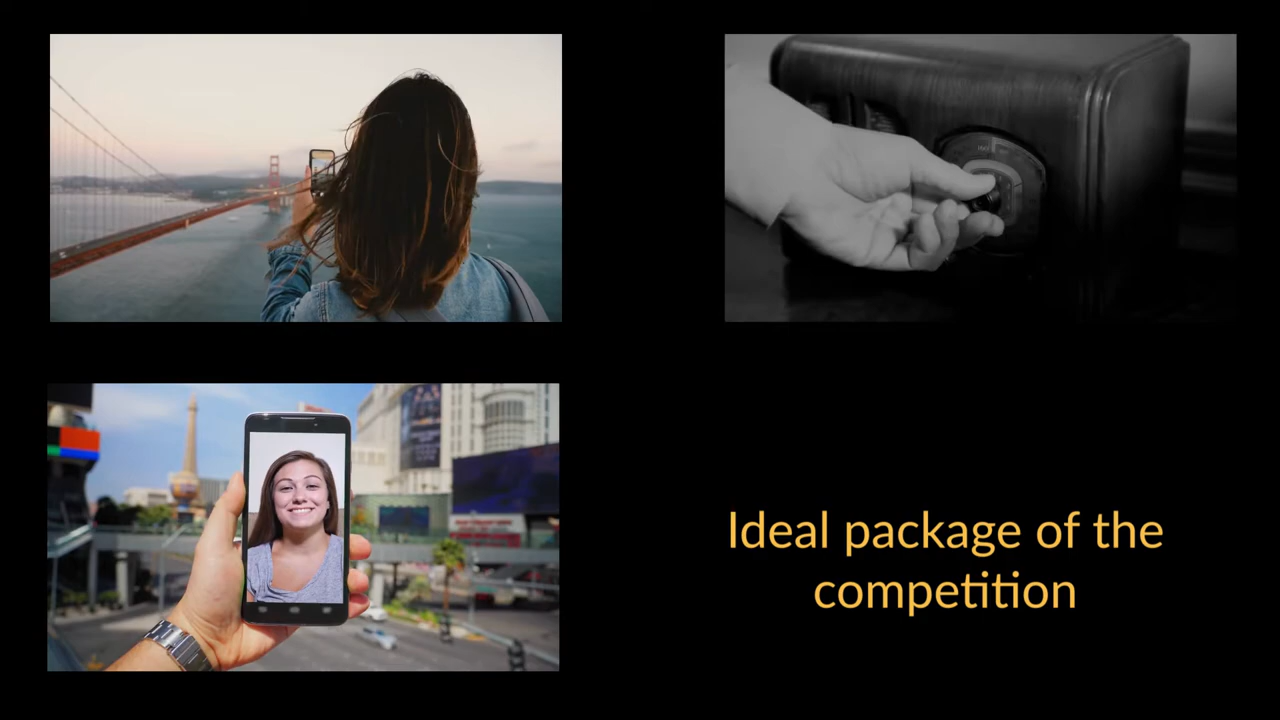 Ideal package of the
competition